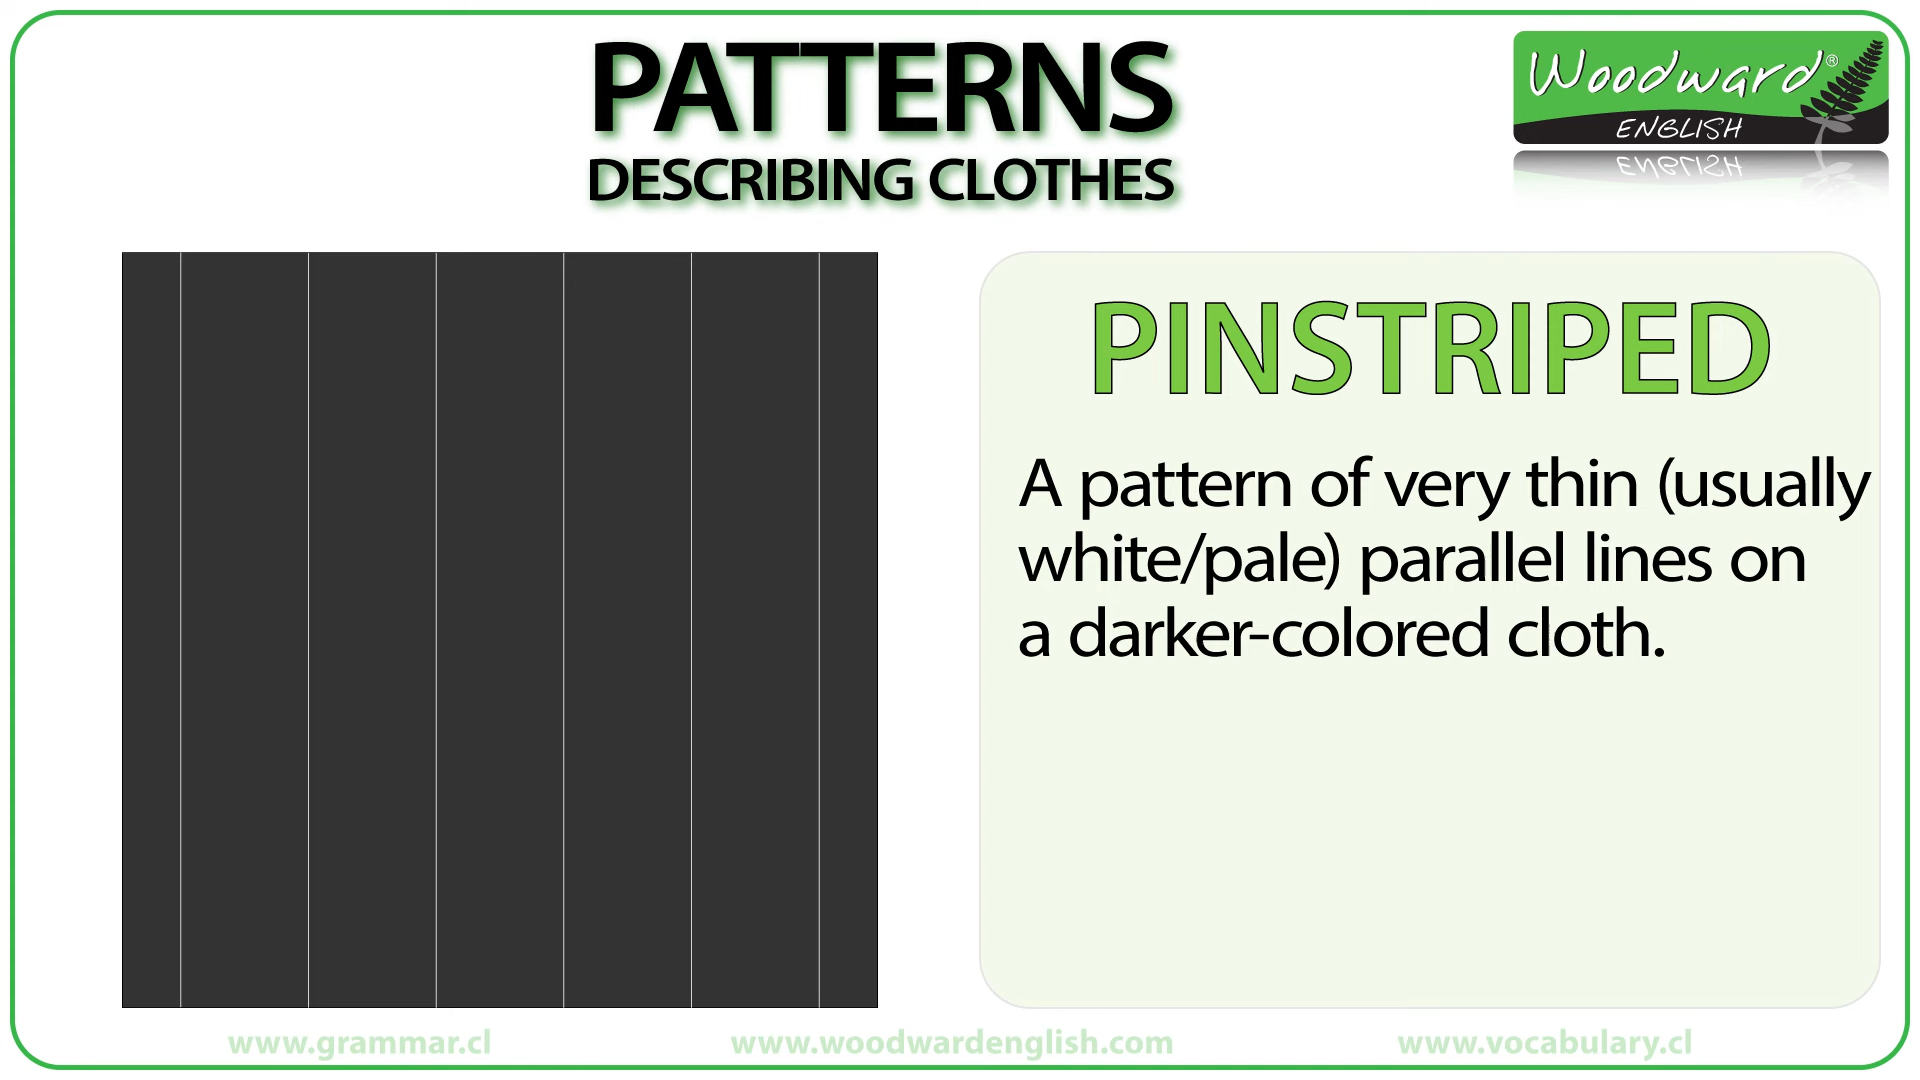 PATTERNS
DESCRIBING CLOTHES
Woodward®
ENGLISH
PINSTRIPED
A pattern of very thin (usually
white/pale) parallel lines on
a darker-colored cloth.
www.grammar.cl
www.woodwardenglish.com
www.vocabulary.cl